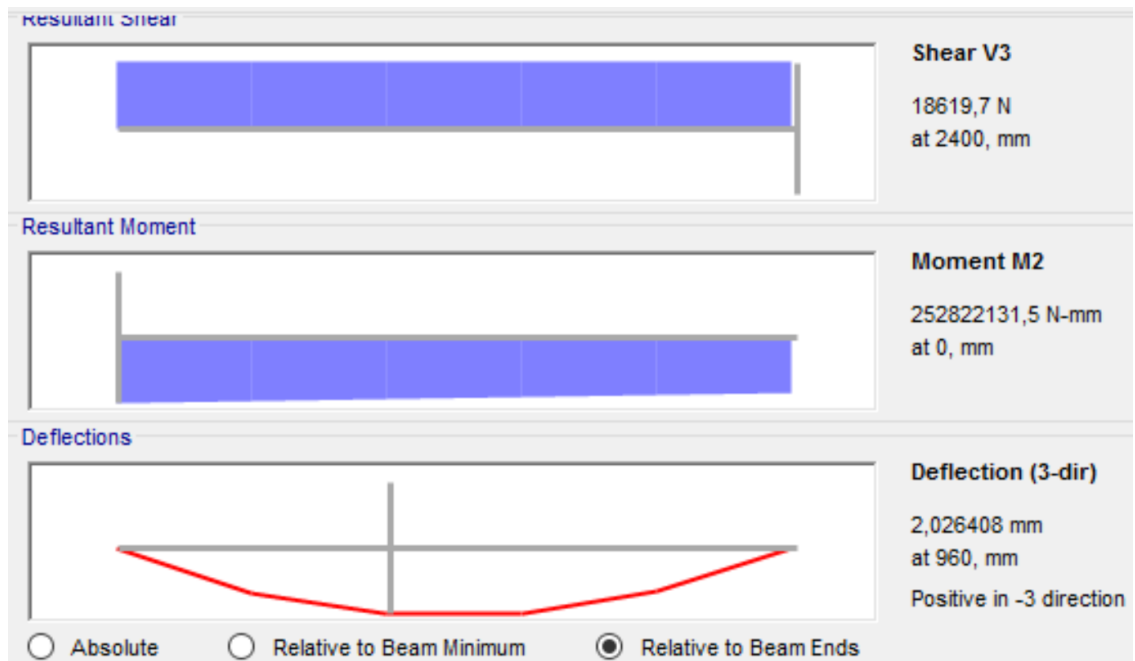 Resultant Shear
Shear V3
18619,7 N
at 2400, mm
Resultant Moment
Moment M2
252822131,5 N-mm
at 0, mm
Deflections
Deflection (3-dir)
2,026408 mm
at 960, mm
Positive in -3 direction
Absolute
Relative to Beam Minimum
Relative to Beam Ends